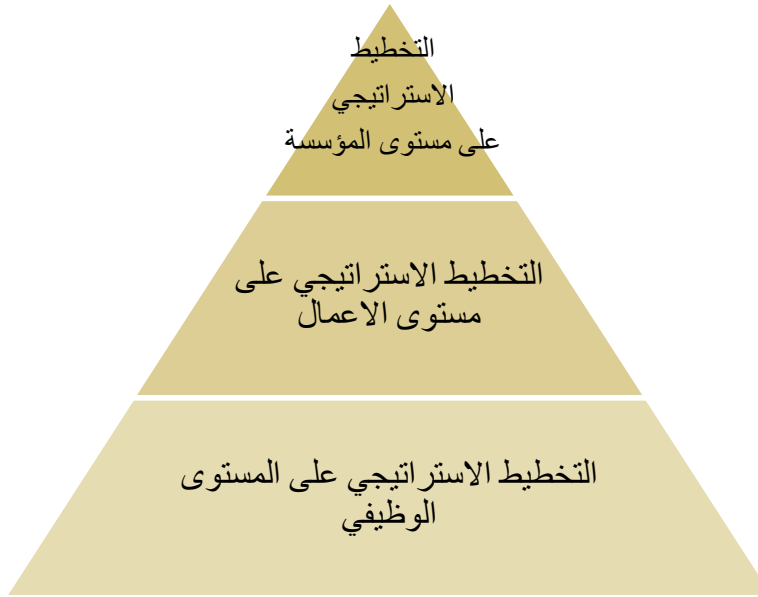 التخطيط
الاستراتيجي
على مستوى المؤسسة
التخطيط الاستراتيجي على
مستوى الاعمال
التخطيط الاستراتيجي على المستوى
الوظيفي